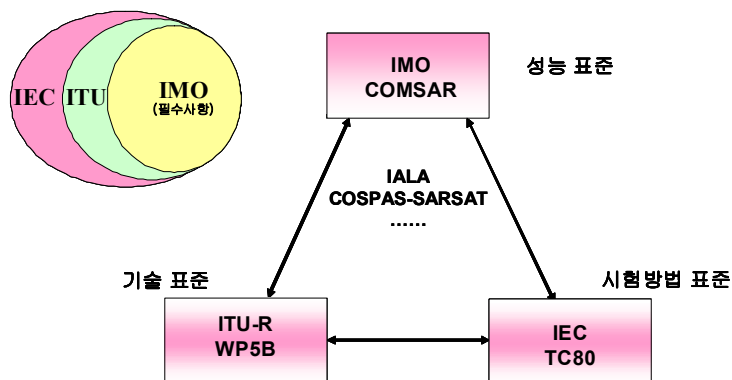 IEC ITU IMO
(필수사항)
IMO
COMSAR
성능 표준
IALA
COSPAS-SARSAT
......
기술 표준
시험방법 표준
ITU-R
WP5B
IEC
TC80